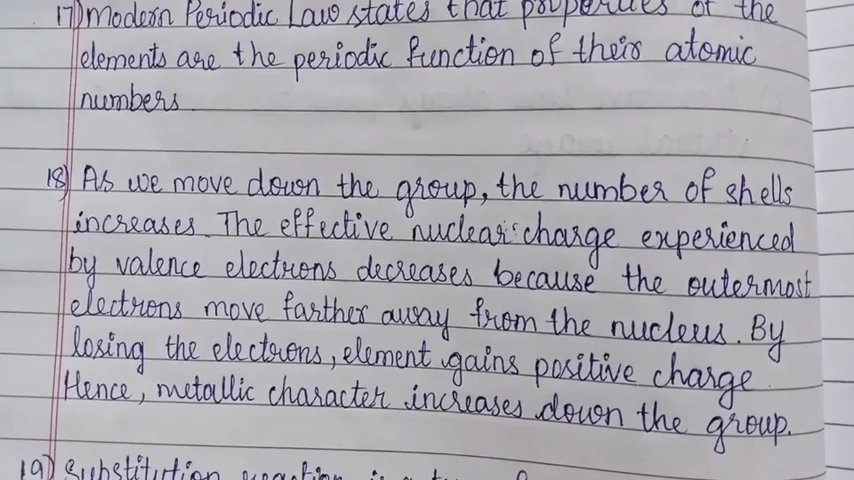 17) Modern Periodic Law states that properties of the
elements are the periodic function of their atomic
numbers.
18) As we move down the group, the number of shells
increases. The effective nuclear charge experienced
by valence electrons decreases because the outermost
electrons move farther away from the nucleus. By
losing the electrons, element gains positive charge.
Hence, metallic character increases down the group.
19) Substitution reaction is a